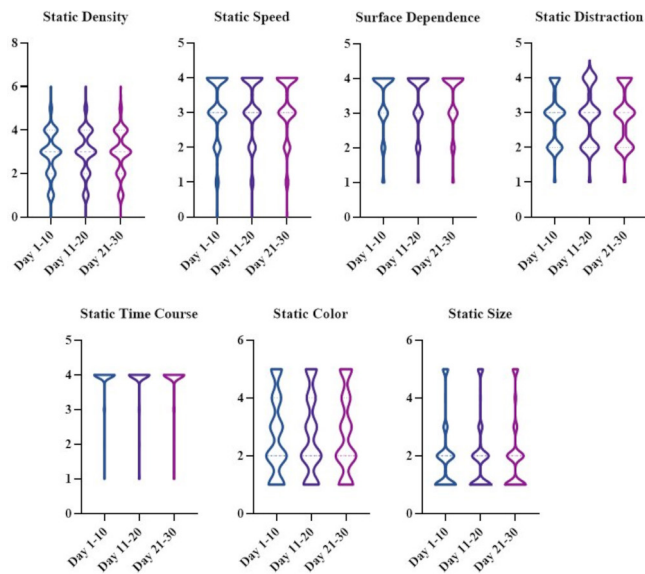 Static Density
Static Speed
Surface Dependence
Static Distraction
8
6
4
2
0
Day 1-10
Day 11-20
Day 21-30
5
4
3
2
1
0
Day 1-10
Day 11-20
Day 21-30
5
4
3
2
1
0
Day 1-10
Day 11-20
Day 21-30
5
4
3
2
1
0
Day 1-10
Day 11-20
Day 21-30
Static Time Course
Static Color
Static Size
5
4
3
2
1
0
Day 1-10
Day 11-20
Day 21-30
6
4
2
0
Day 1-10
Day 11-20
Day 21-30
6
4
2
0
Day 1-10
Day 11-20
Day 21-30